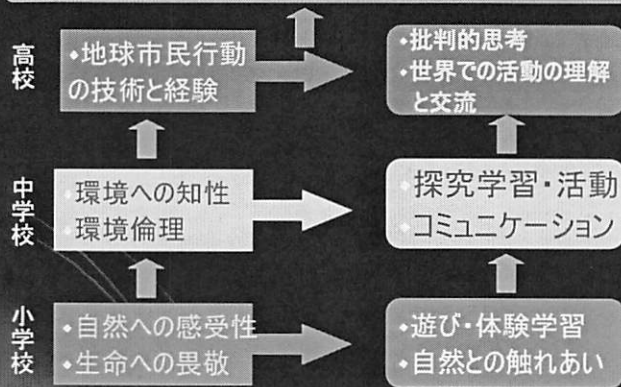 高校
・地球市民行動
の技術と経験
・批判的思考
・世界での活動の理解
と交流
中学校
・環境への知性
・環境倫理
・探究学習・活動
・コミュニケーション
小学校
・自然への感受性
・生命への畏敬
・遊び・体験学習
・自然との触れあい